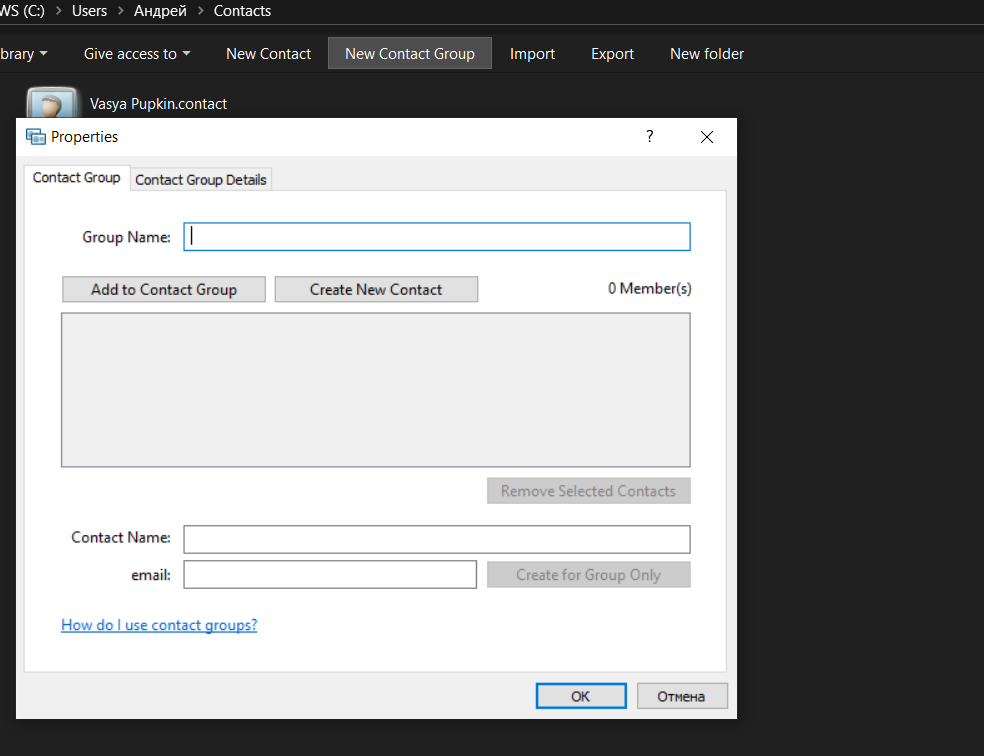 WS (C:) > Users > Андрей > Contacts
brary Give access to New Contact New Contact Group Import Export New folder
Vasya Pupkin.contact
Properties ?
Contact Group Contact Group Details
Group Name:
Add to Contact Group Create New Contact 0 Member(s)
Remove Selected Contacts
Contact Name:
email: Create for Group Only
How do I use contact groups?
OK Отмена